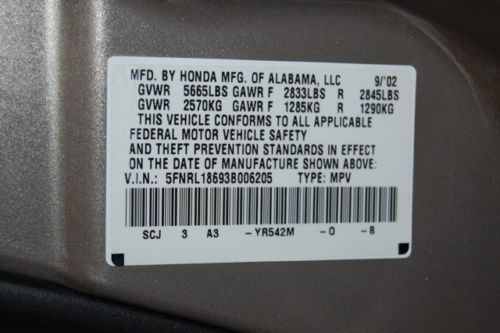 MFD. BY HONDA MFG. OF ALABAMA, LLC 9/'02
GVWR 5665LBS GAWR F 2833LBS R 2845LBS
GVWR 2570KG GAWR F 1285KG R 1290KG
THIS VEHICLE CONFORMS TO ALL APPLICABLE
FEDERAL MOTOR VEHICLE SAFETY
AND THEFT PREVENTION STANDARDS IN EFFECT
ON THE DATE OF MANUFACTURE SHOWN ABOVE.
V.I.N.: 5FNRL18693B006205 TYPE: MPV
SCJ 3 A3 -YR542M -0 -8